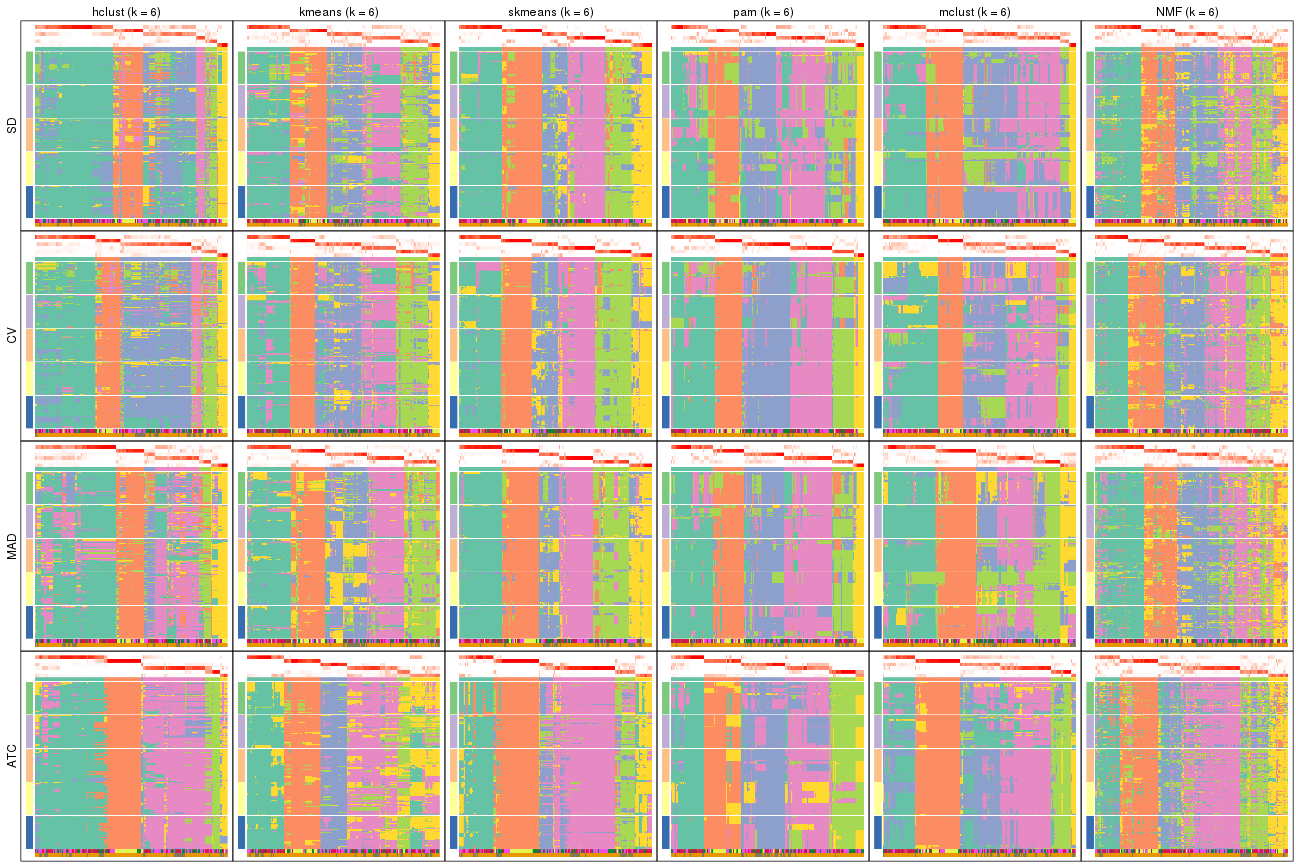 hclust (k = 6) kmeans (k = 6) skmeans (k = 6) pam (k = 6) mclust (k = 6) NMF (k = 6)
SD
CV
MAD
ATC